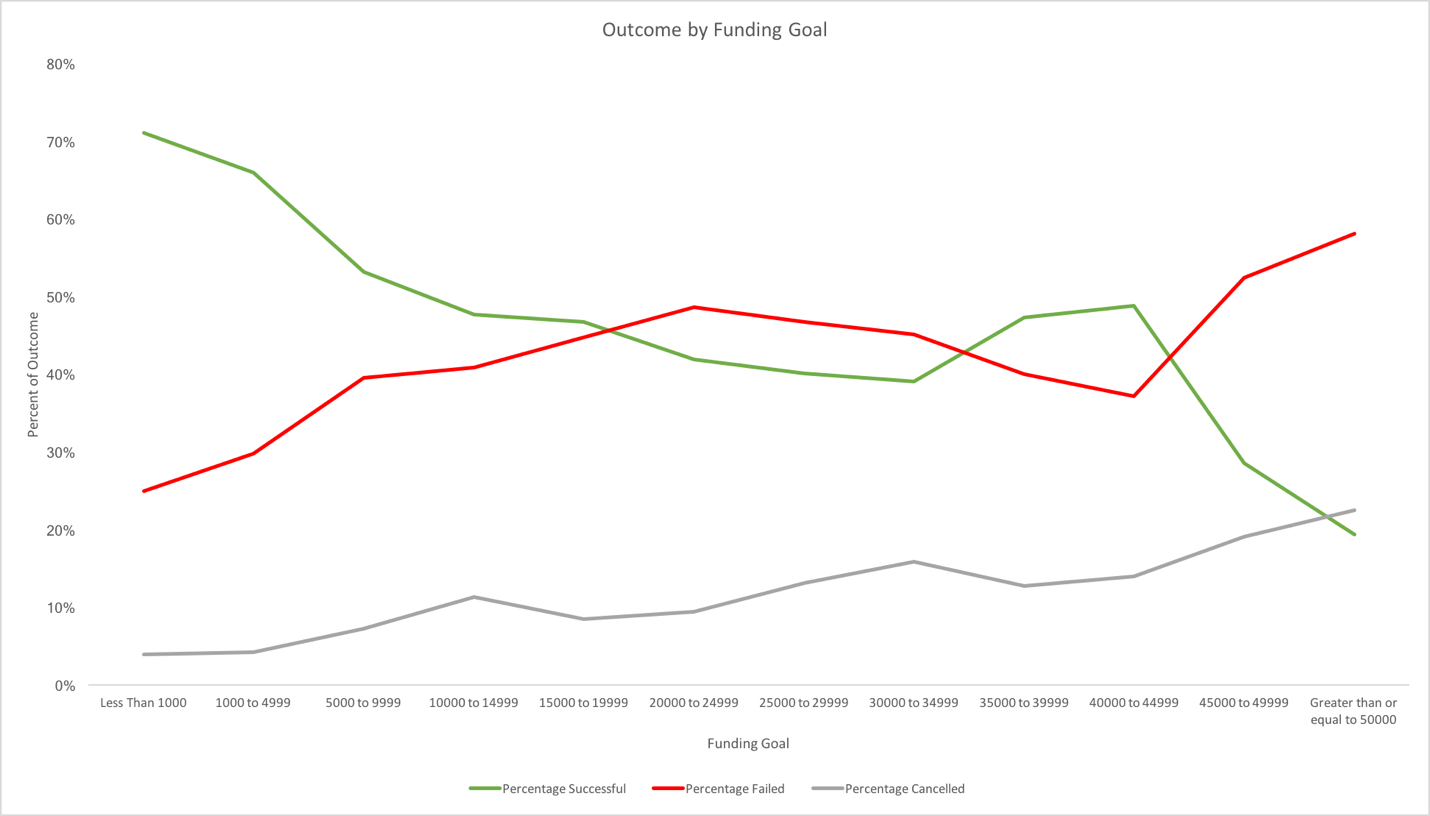 Outcome by Funding Goal
80%
70%
60%
50%
40%
30%
20%
10%
0%
Percent of Outcome
Less Than 1000
1000 to 4999
5000 to 9999
10000 to 14999
15000 to 19999
20000 to 24999
25000 to 29999
30000 to 34999
35000 to 39999
40000 to 44999
45000 to 49999
Greater than or
equal to 50000
Funding Goal
Percentage Successful
Percentage Failed
Percentage Cancelled